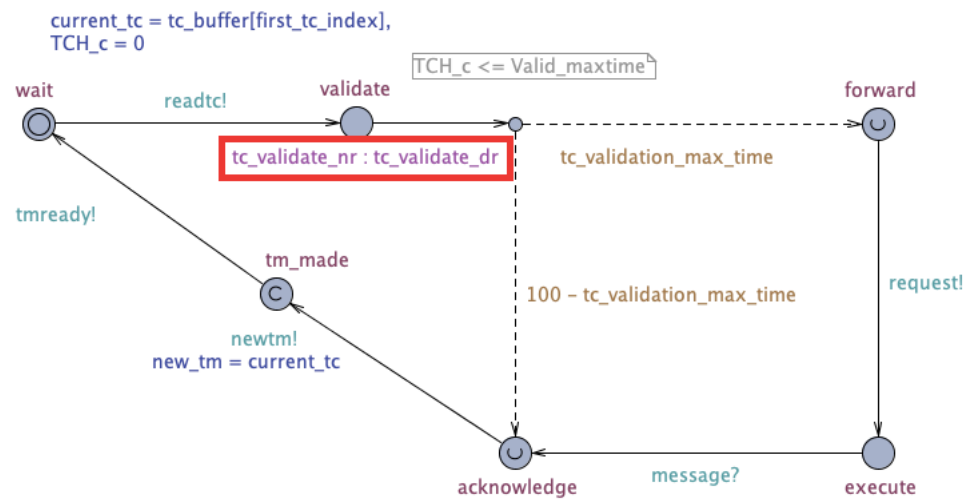 current_tc = tc_buffer[first_tc_index],
TCH_c = 0
TCH_c <= Valid_maxtime
wait
validate
forward
readtc!
tc_validate_nr : tc_validate_dr
tc_validation_max_time
tmready!
tm_made
request!
100 − tc_validation_max_time
newtm!
new_tm = current_tc
message?
acknowledge
execute